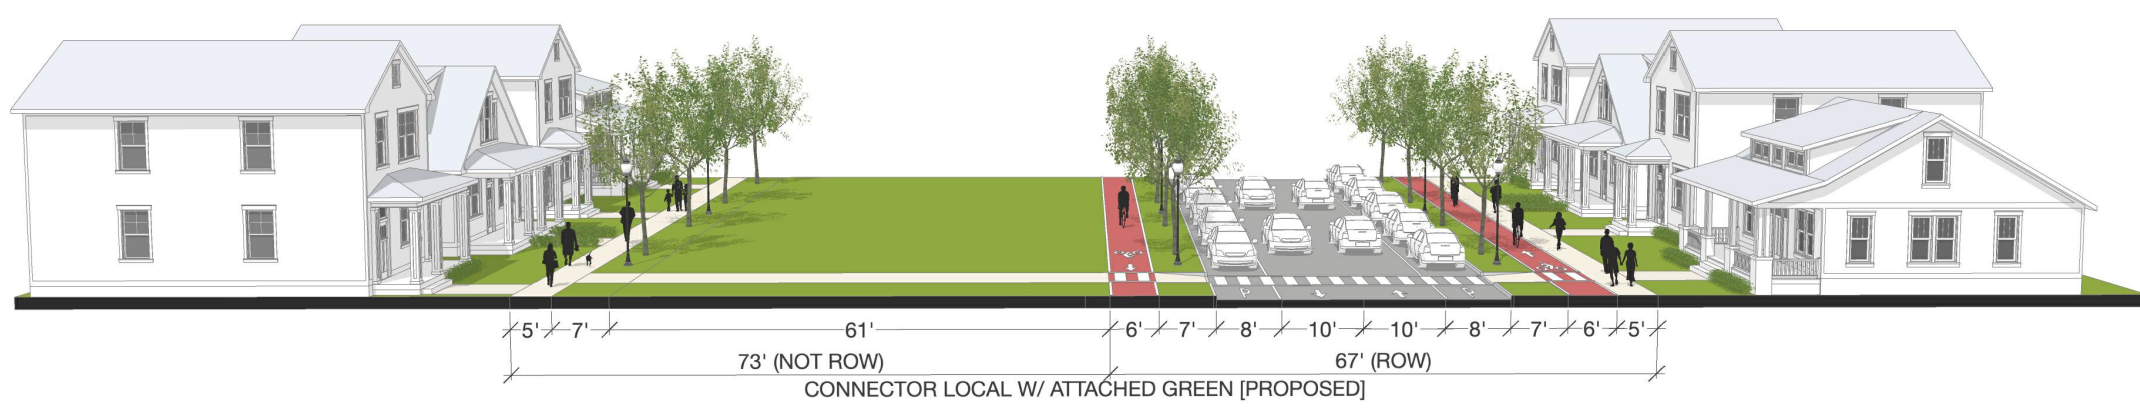 5' 7' 61' 6' 7' 8' 10' 10' 8' 7' 6' 5'
73' (NOT ROW) 67' (ROW)
CONNECTOR LOCAL W/ ATTACHED GREEN [PROPOSED]